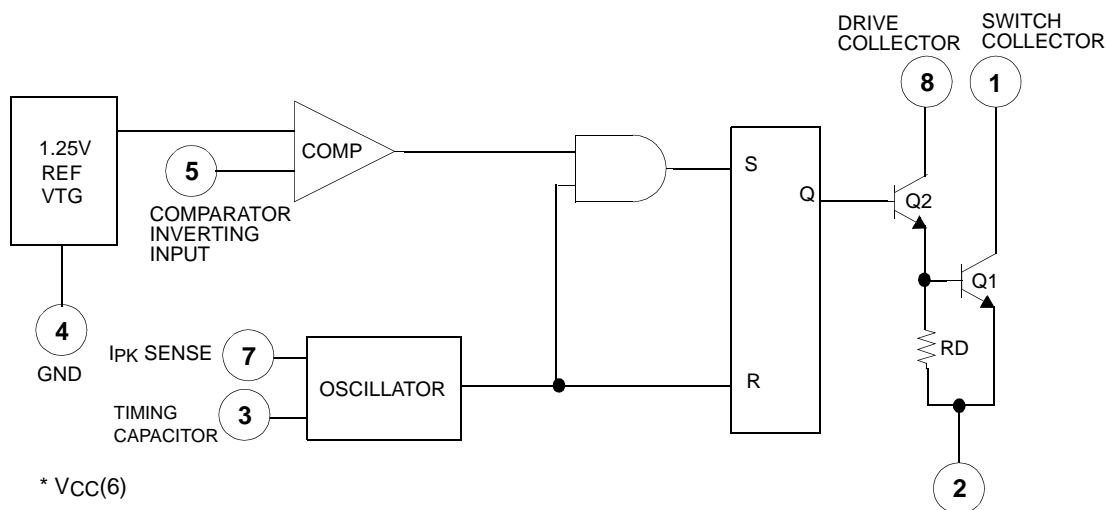 DRIVE
COLLECTOR
SWITCH
COLLECTOR
8
1
1.25V
REF
VTG
COMP
5
COMPARATOR
INVERTING
INPUT
S
Q
Q2
Q1
4
GND
IPK SENSE
7
OSCILLATOR
R
RD
TIMING
CAPACITOR
3
* VCC(6)
2